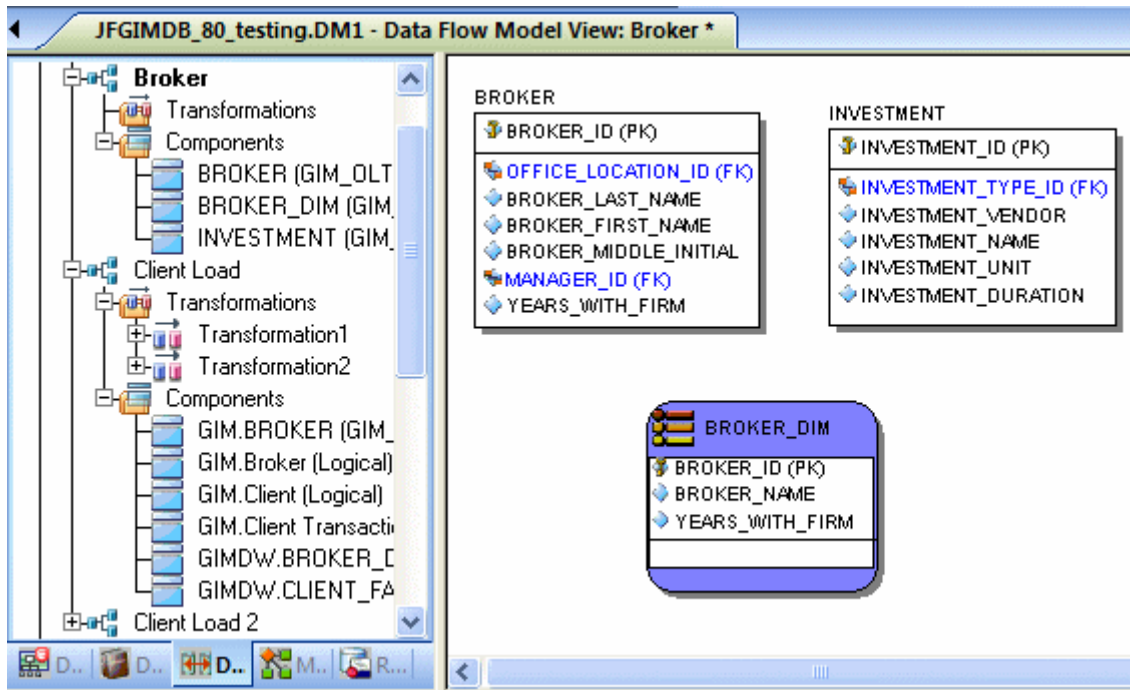 JFGIMDB_80_testing.DM1 - Data Flow Model View: Broker *
Broker
Transformations
Components
BROKER (GIM_OLT
BROKER_DIM (GIM_
INVESTMENT (GIM_
Client Load
Transformations
Transformation1
Transformation2
Components
GIM.BROKER (GIM_
GIM.Broker (Logical)
GIM.Client (Logical)
GIM.Client Transacti
GIMDW.BROKER_D
GIMDW.CLIENT_FA
Client Load 2
D.. D.. D.. M.. R...
BROKER
BROKER_ID (PK)
OFFICE_LOCATION_ID (FK)
BROKER_LAST_NAME
BROKER_FIRST_NAME
BROKER_MIDDLE_INITIAL
MANAGER_ID (FK)
YEARS_WITH_FIRM
INVESTMENT
INVESTMENT_ID (PK)
INVESTMENT_TYPE_ID (FK)
INVESTMENT_VENDOR
INVESTMENT_NAME
INVESTMENT_UNIT
INVESTMENT_DURATION
BROKER_DIM
BROKER_ID (PK)
BROKER_NAME
YEARS_WITH_FIRM